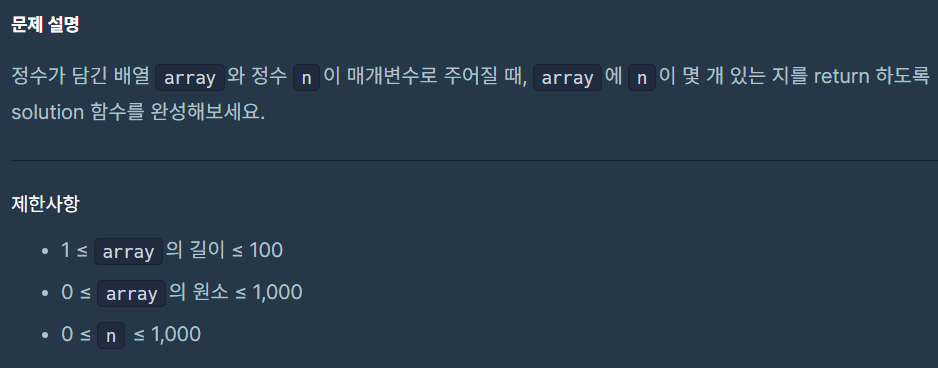 문제 설명
정수가 담긴 배열 array와 정수 n이 매개변수로 주어질 때, array에 n이 몇 개 있는 지를 return 하도록
solution 함수를 완성해보세요.
제한사항
• 1 ≤ array의 길이 ≤ 100
• 0 ≤ array의 원소 ≤ 1,000
• 0 ≤ n ≤ 1,000